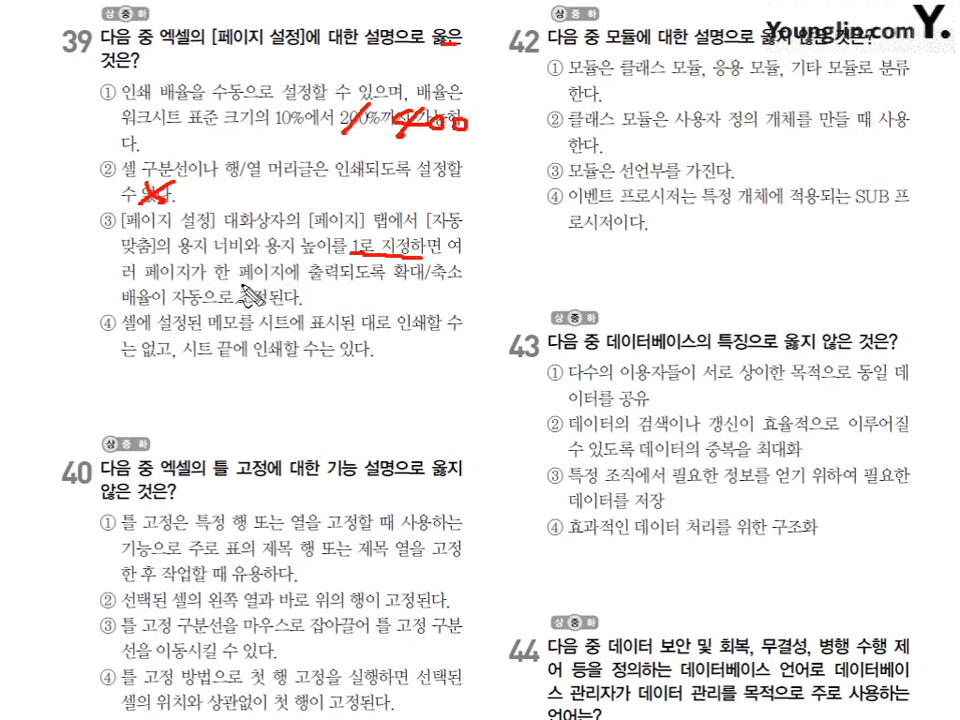 상 중 하
39 다음 중 엑셀의 [페이지 설정]에 대한 설명으로 옳은
것은?
① 인쇄 배율을 수동으로 설정할 수 있으며, 배율은
워크시트 표준 크기의 10%에서 200%까지 가능하
400
다.
② 셀 구분선이나 행/열 머리글은 인쇄되도록 설정할
수 있다.
③ [페이지 설정] 대화상자의 [페이지] 탭에서 [자동
맞춤]의 용지 너비와 용지 높이를 1로 지정하면 여
러 페이지가 한 페이지에 출력되도록 확대/축소
배율이 자동으로 조정된다.
④ 셀에 설정된 메모를 시트에 표시된 대로 인쇄할 수
는 없고, 시트 끝에 인쇄할 수는 있다.
상 중 하
40 다음 중 엑셀의 틀 고정에 대한 기능 설명으로 옳지
않은 것은?
① 틀 고정은 특정 행 또는 열을 고정할 때 사용하는
기능으로 주로 표의 제목 행 또는 제목 열을 고정
한 후 작업할 때 유용하다.
② 선택된 셀의 왼쪽 열과 바로 위의 행이 고정된다.
③ 틀 고정 구분선을 마우스로 잡아끌어 틀 고정 구분
선을 이동시킬 수 있다.
④ 틀 고정 방법으로 첫 행 고정을 실행하면 선택된
셀의 위치와 상관없이 첫 행이 고정된다.
상 중 하
Younglin.com Y.
42 다음 중 모듈에 대한 설명으로 옳지 않은 것은?
① 모듈은 클래스 모듈, 응용 모듈, 기타 모듈로 분류
한다.
② 클래스 모듈은 사용자 정의 개체를 만들 때 사용
한다.
③ 모듈은 선언부를 가진다.
④ 이벤트 프로시저는 특정 개체에 적용되는 SUB 프
로시저이다.
상 중 하
43 다음 중 데이터베이스의 특징으로 옳지 않은 것은?
① 다수의 이용자들이 서로 상이한 목적으로 동일 데
이터를 공유
② 데이터의 검색이나 갱신이 효율적으로 이루어질
수 있도록 데이터의 중복을 최대화
③ 특정 조직에서 필요한 정보를 얻기 위하여 필요한
데이터를 저장
④ 효과적인 데이터 처리를 위한 구조화
상 중 하
44 다음 중 데이터 보안 및 회복, 무결성, 병행 수행 제
어 등을 정의하는 데이터베이스 언어로 데이터베이
스 관리자가 데이터 관리를 목적으로 주로 사용하는
언어는?